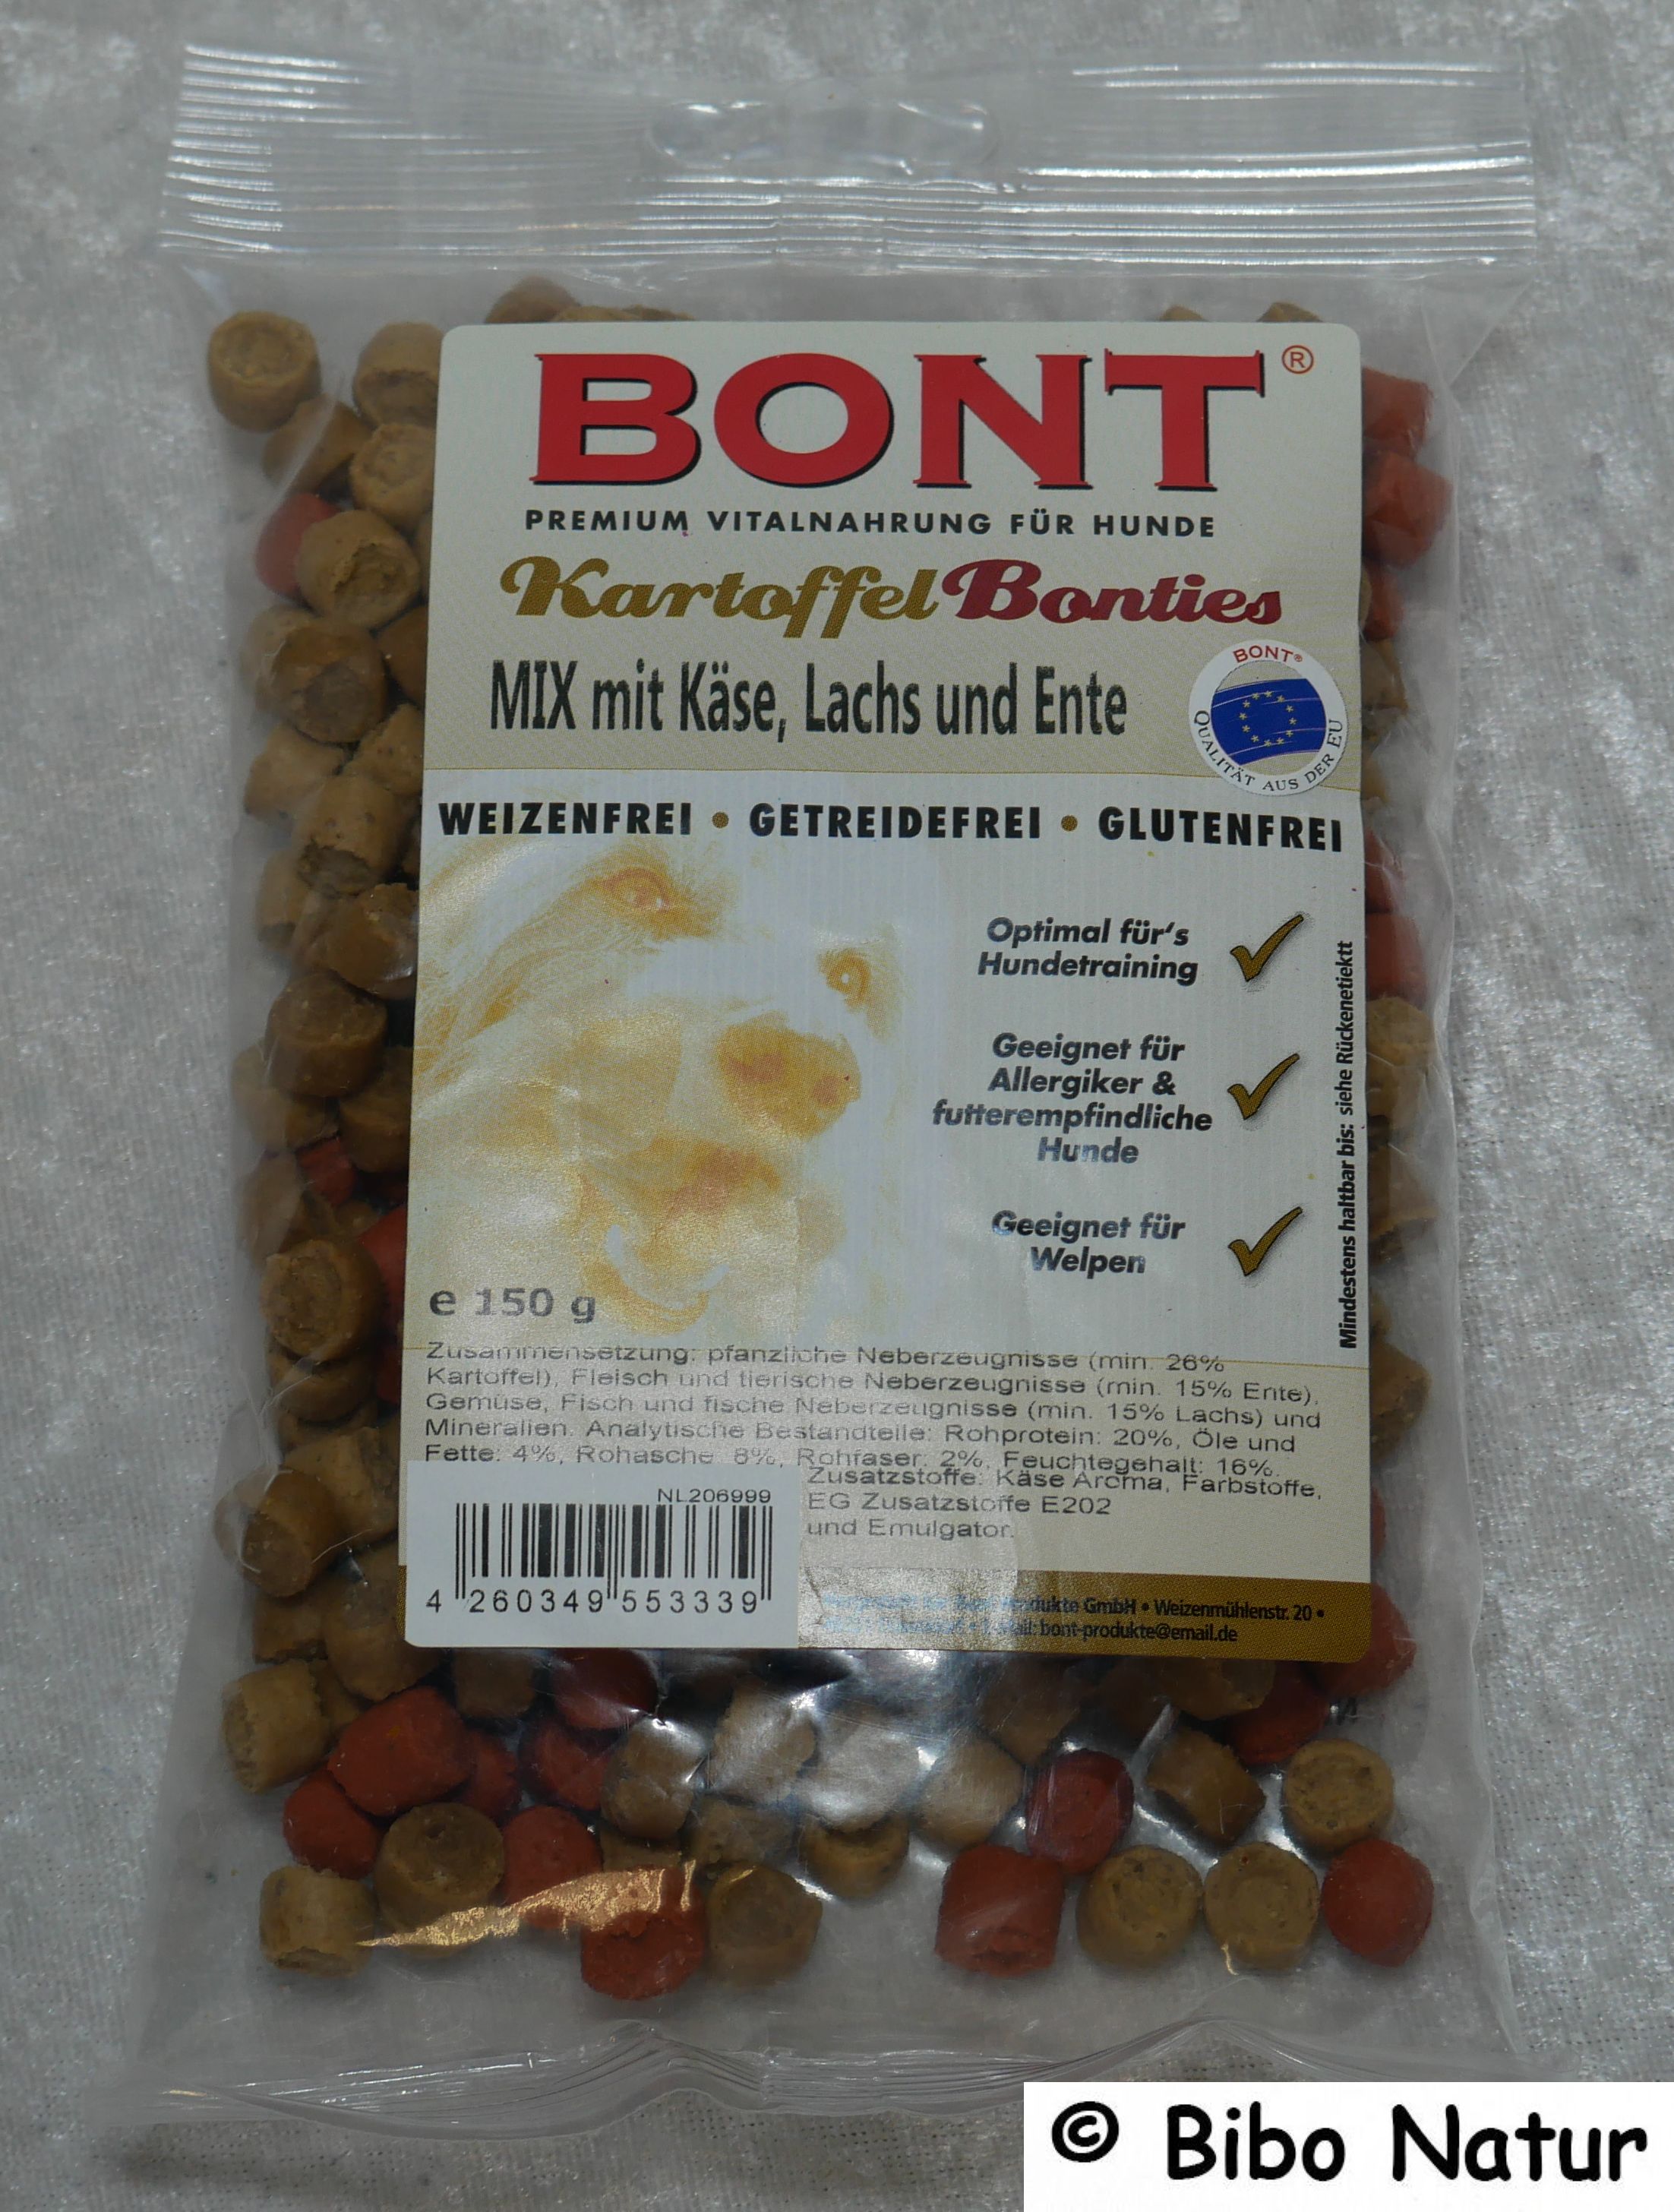 BONT®
PREMIUM VITALNAHRUNG FÜR HUNDE
KartoffelBonties
MIX mit Käse, Lachs und Ente
BONT®
QUALITÄT AUS DER EU
WEIZENFREI • GETREIDEFREI • GLUTENFREI
Optimal für's
Hundetraining
Geeignet für
Allergiker &
futterempfindliche
Hunde
Geeignet für
Welpen
Mindestens haltbar bis: siehe Rückenetiektt
e 150 g
Zusammensetzung: pfanzliche Neberzeugnisse (min. 26%
Kartoffel), Fleisch und tierische Neberzeugnisse (min. 15% Ente),
Gemüse, Fisch und fische Neberzeugnisse (min. 15% Lachs) und
Mineralien. Analytische Bestandteile: Rohprotein: 20%, Öle und
Fette: 4%, Rohasche: 8%, Rohfaser: 2%, Feuchtegehalt: 16%.
Zusatzstoffe: Käse Aroma, Farbstoffe,
EG Zusatzstoffe E202
und Emulgator.
NL206999
4 260349 553339
GmbH • Weizenmühlenstr. 20 •
bont-produkte@email.de
© Bibo Natur